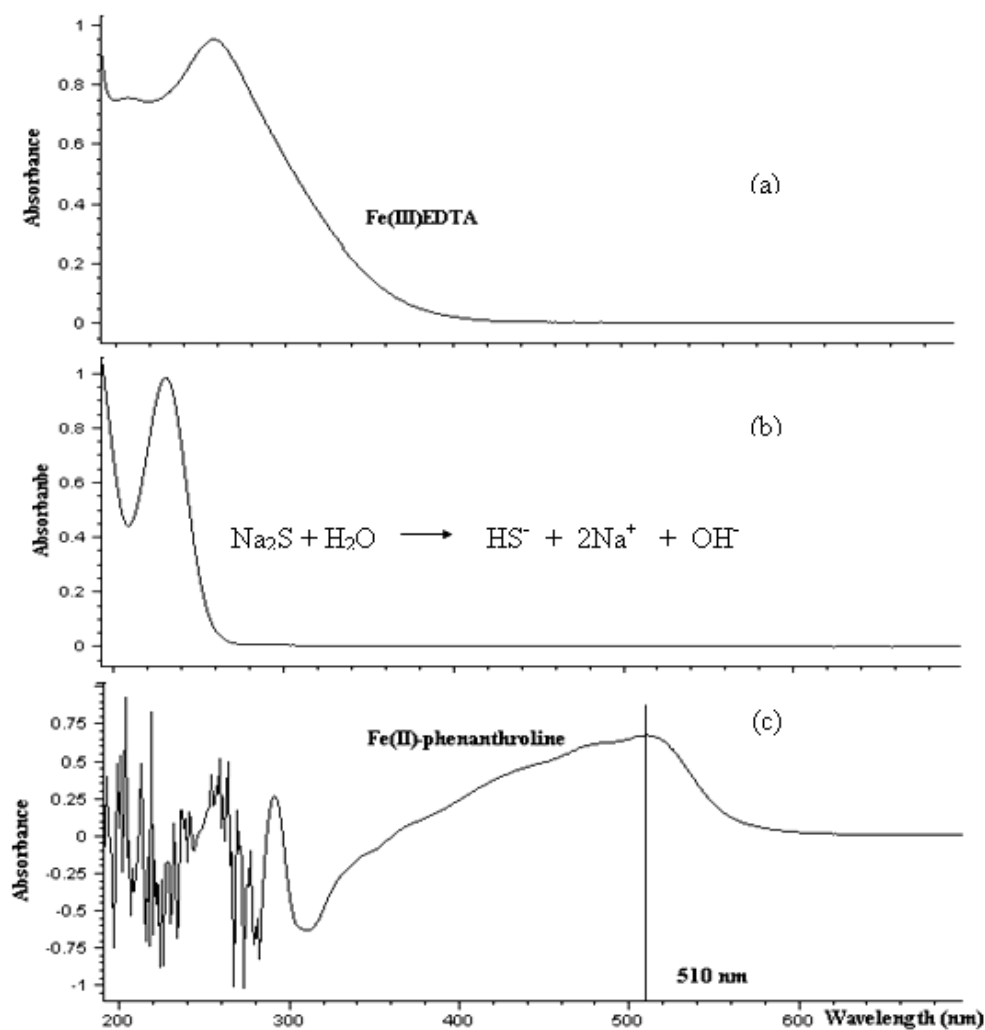 1
0.8
0.6
0.4
0.2
0
Absorbance
(a)
Fe(III)EDTA
1
0.8
0.6
0.4
0.2
0
Absorbanbe
(b)
Na₂S + H₂O ⟶ HS⁻ + 2Na⁺ + OH⁻
0.75
0.5
0.25
0
-0.25
-0.5
-0.75
-1
Absorbance
(c)
Fe(II)-phenanthroline
510 nm
200 300 400 500 600 Wavelength (nm)